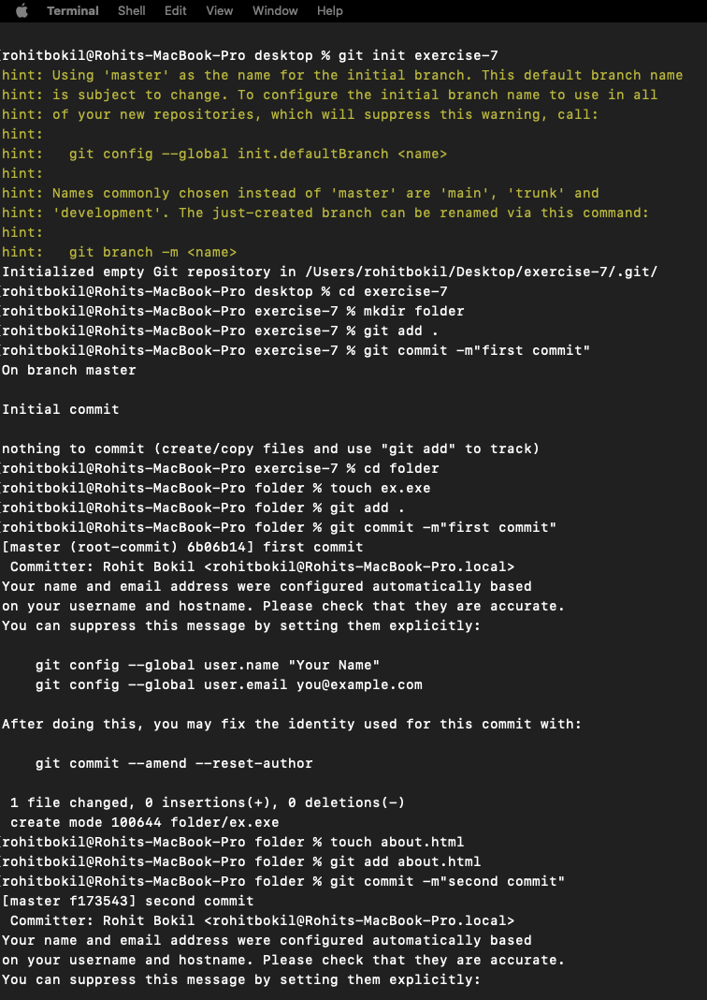 Terminal Shell Edit View Window Help
[rohitbokil@Rohits-MacBook-Pro desktop % git init exercise-7
hint: Using 'master' as the name for the initial branch. This default branch name
hint: is subject to change. To configure the initial branch name to use in all
hint: of your new repositories, which will suppress this warning, call:
hint:
hint:   git config --global init.defaultBranch <name>
hint:
hint: Names commonly chosen instead of 'master' are 'main', 'trunk' and
hint: 'development'. The just-created branch can be renamed via this command:
hint:
hint:   git branch -m <name>
Initialized empty Git repository in /Users/rohitbokil/Desktop/exercise-7/.git/
[rohitbokil@Rohits-MacBook-Pro desktop % cd exercise-7
[rohitbokil@Rohits-MacBook-Pro exercise-7 % mkdir folder
[rohitbokil@Rohits-MacBook-Pro exercise-7 % git add .
[rohitbokil@Rohits-MacBook-Pro exercise-7 % git commit -m"first commit"
On branch master
Initial commit
nothing to commit (create/copy files and use "git add" to track)
[rohitbokil@Rohits-MacBook-Pro exercise-7 % cd folder
[rohitbokil@Rohits-MacBook-Pro folder % touch ex.exe
[rohitbokil@Rohits-MacBook-Pro folder % git add .
[rohitbokil@Rohits-MacBook-Pro folder % git commit -m"first commit"
[master (root-commit) 6b06b14] first commit
 Committer: Rohit Bokil <rohitbokil@Rohits-MacBook-Pro.local>
Your name and email address were configured automatically based
on your username and hostname. Please check that they are accurate.
You can suppress this message by setting them explicitly:
    git config --global user.name "Your Name"
    git config --global user.email you@example.com
After doing this, you may fix the identity used for this commit with:
    git commit --amend --reset-author
 1 file changed, 0 insertions(+), 0 deletions(-)
 create mode 100644 folder/ex.exe
[rohitbokil@Rohits-MacBook-Pro folder % touch about.html
[rohitbokil@Rohits-MacBook-Pro folder % git add about.html
[rohitbokil@Rohits-MacBook-Pro folder % git commit -m"second commit"
[master f173543] second commit
 Committer: Rohit Bokil <rohitbokil@Rohits-MacBook-Pro.local>
Your name and email address were configured automatically based
on your username and hostname. Please check that they are accurate.
You can suppress this message by setting them explicitly: